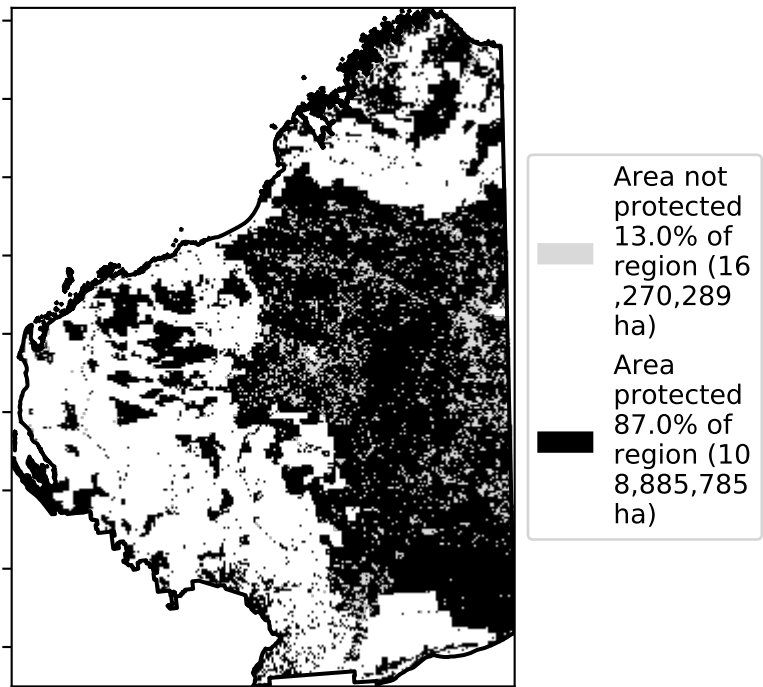 Area not
protected
13.0% of
region (16
,270,289
ha)
Area
protected
87.0% of
region (10
8,885,785
ha)